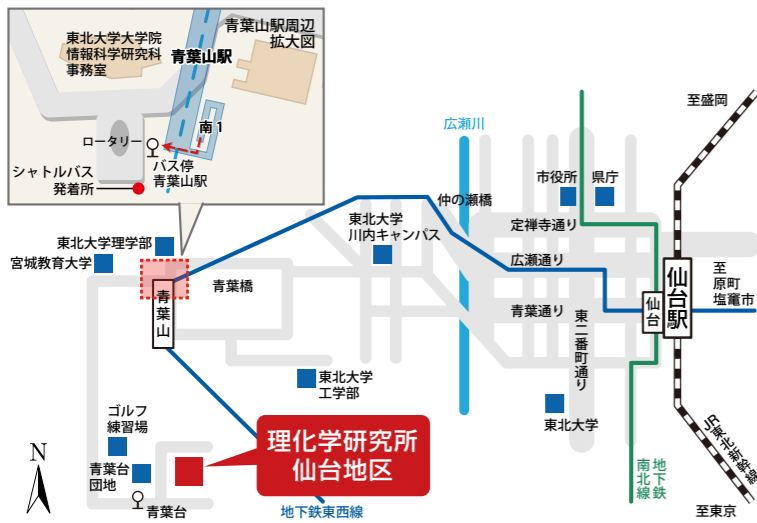 東北大学大学院
情報科学研究科
事務室
青葉山駅
青葉山駅周辺
拡大図
南1
ロータリー
バス停
青葉山駅
シャトルバス
発着所
広瀬川
至盛岡
市役所
県庁
仲の瀬橋
定禅寺通り
東北大学
川内キャンパス
東北大学理学部
宮城教育大学
広瀬通り
青葉橋
青葉山
青葉通り
仙台
仙台駅
至
原町
塩竈市
東二番町通り
東北大学
工学部
東北大学
ゴルフ
練習場
理化学研究所
仙台地区
青葉台
団地
青葉台
N
地下鉄東西線
地下鉄
南北線
JR東北新幹線
至東京